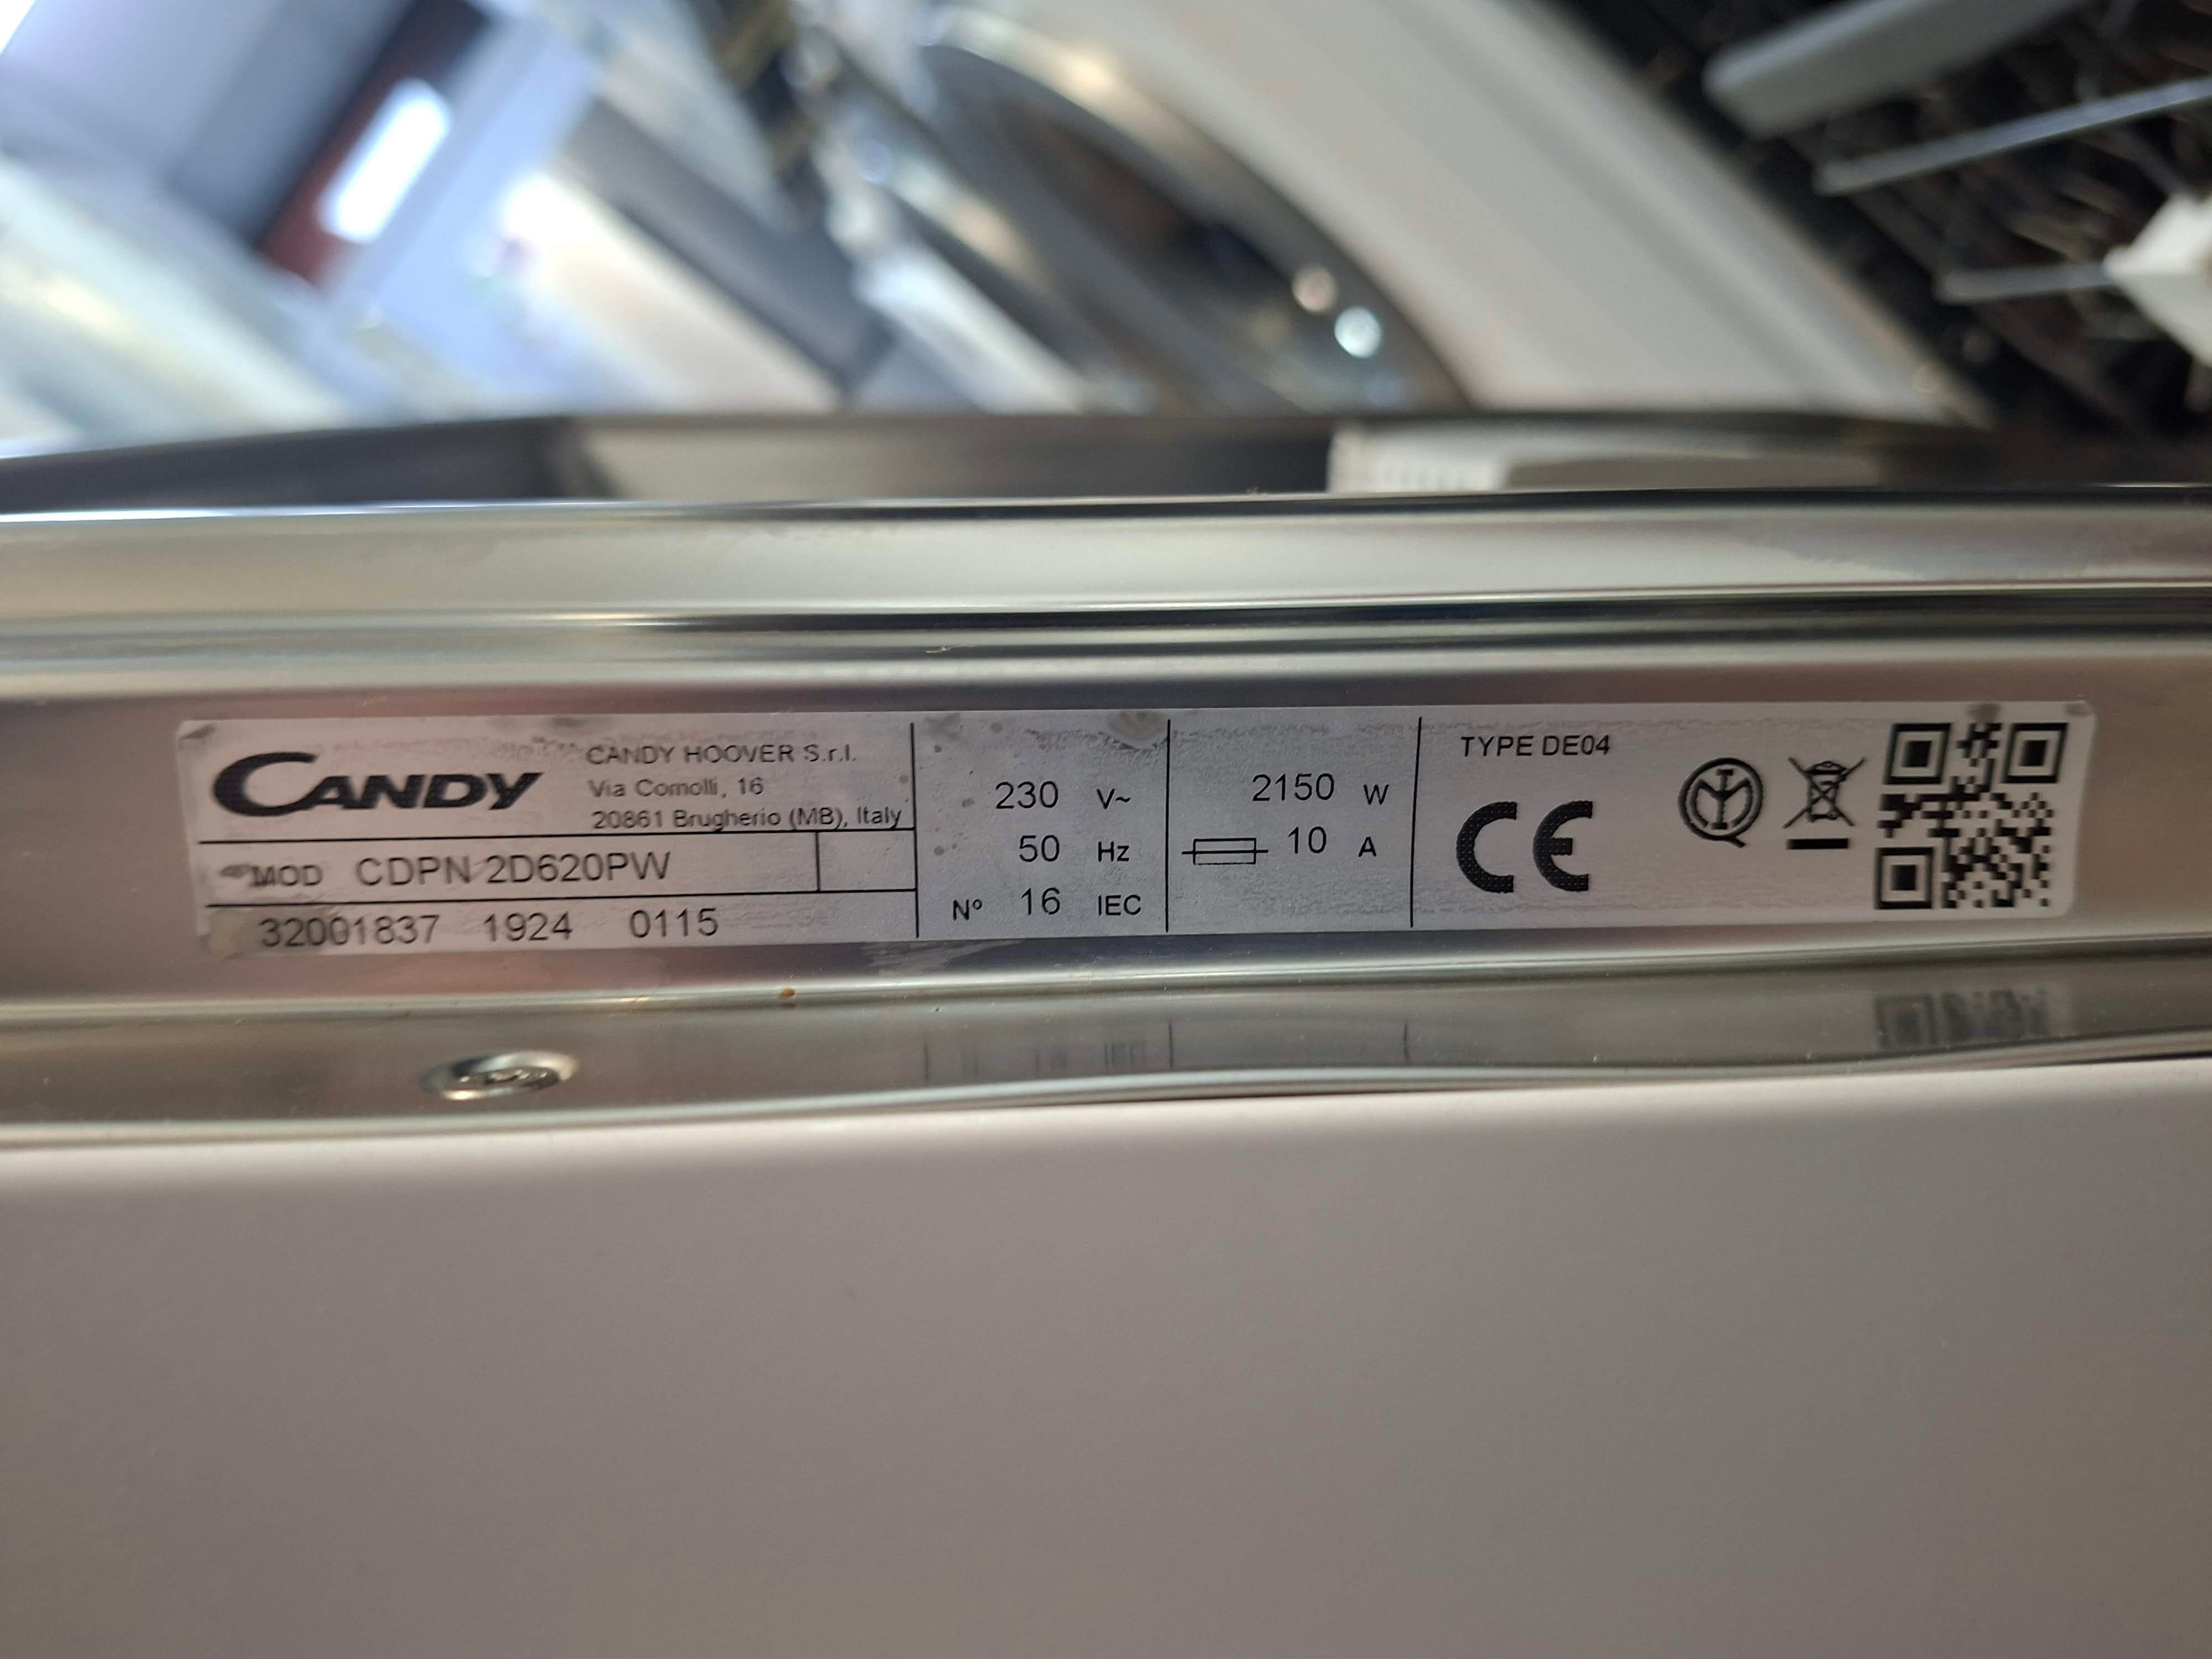 CANDY
CANDY HOOVER S.r.l.
Via Comolli, 16
20861 Brugherio (MB), Italy
MOD CDPN 2D620PW
32001837 1924 0115
230 V~
50 Hz
N° 16 IEC
2150 W
10 A
TYPE DE04
CE